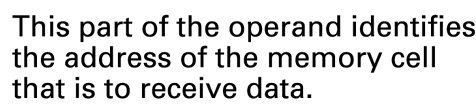 This part of the operand identifies
the address of the memory cell
that is to receive data.